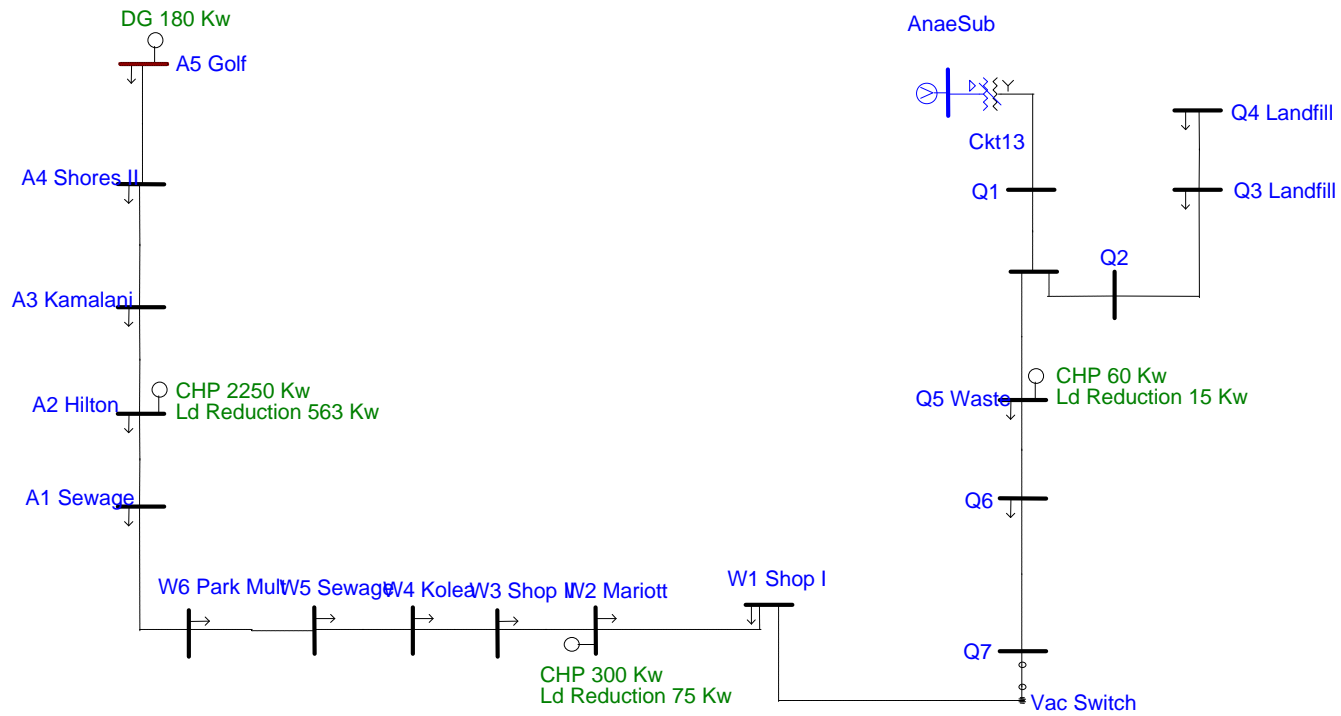 DG 180 Kw
A5 Golf
AnaeSub
Ckt13
Q4 Landfill
A4 Shores II
Q1
Q3 Landfill
Q2
A3 Kamalani
CHP 2250 Kw
Ld Reduction 563 Kw
A2 Hilton
CHP 60 Kw
Ld Reduction 15 Kw
Q5 Waste
A1 Sewage
Q6
W6 Park Mult
W5 Sewage
W4 Kolea
W3 Shop II
W2 Mariott
W1 Shop I
Q7
CHP 300 Kw
Ld Reduction 75 Kw
Vac Switch